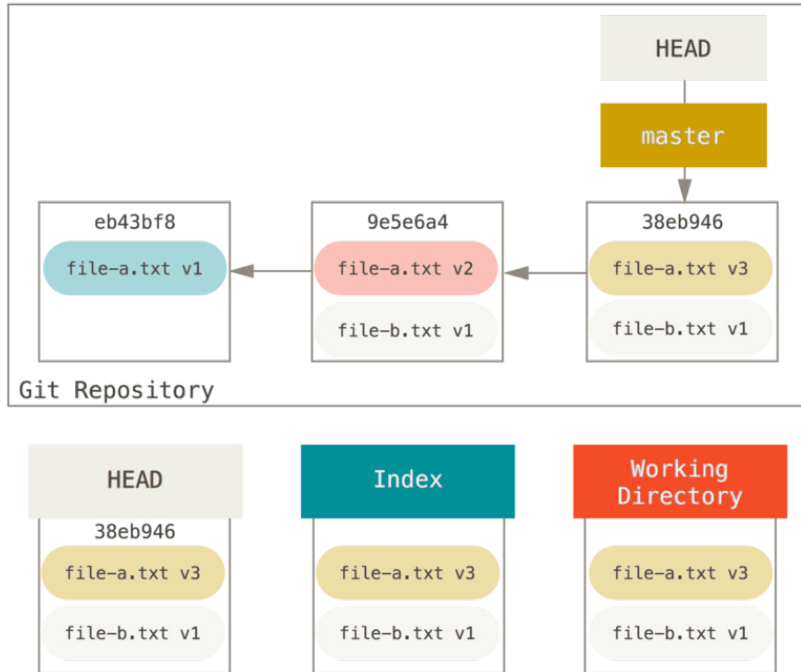 HEAD
master
eb43bf8
9e5e6a4
38eb946
file-a.txt v1
file-a.txt v2
file-a.txt v3
file-b.txt v1
file-b.txt v1
Git Repository
HEAD
Index
Working
Directory
38eb946
file-a.txt v3
file-a.txt v3
file-a.txt v3
file-b.txt v1
file-b.txt v1
file-b.txt v1